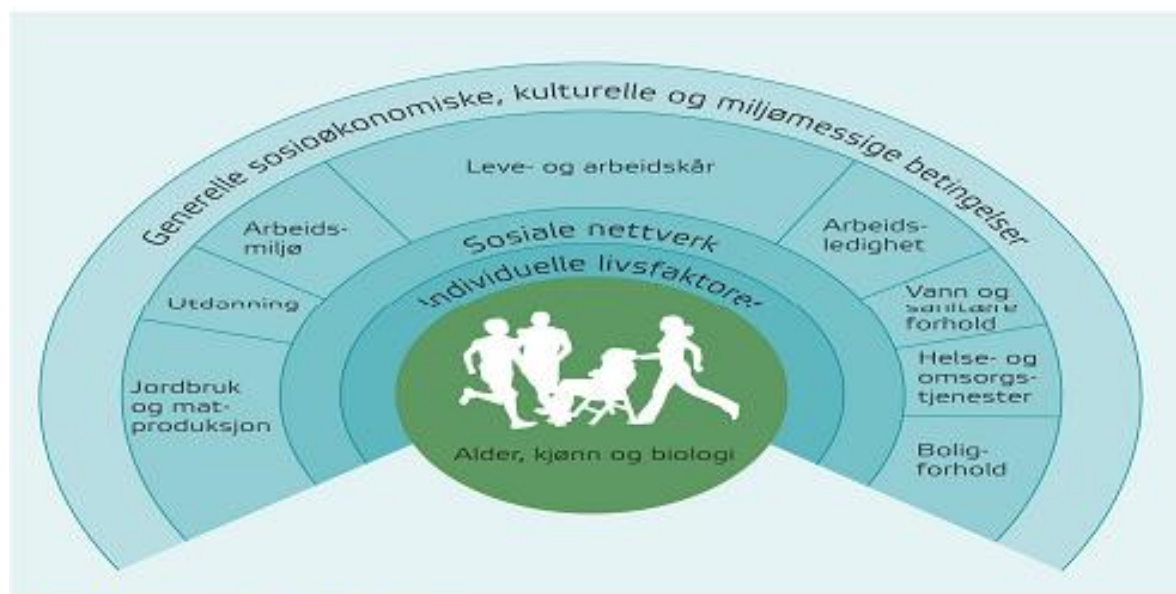 Generelle sosioøkonomiske, kulturelle og miljømessige betingelser
Leve- og arbeidskår
Arbeids-
miljø
Utdanning
Jordbruk
og mat-
produksjon
Arbeids-
ledighet
Vann og
sanitære
forhold
Helse- og
omsorgs-
tjenester
Bolig-
forhold
Sosiale nettverk
Individuelle livsfaktorer
Alder, kjønn og biologi